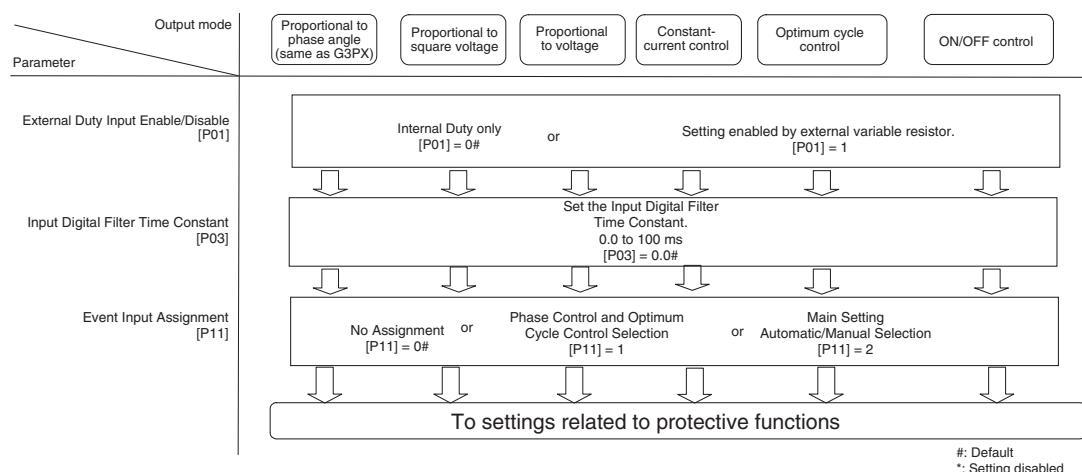 Output mode
Parameter
Proportional to
phase angle
(same as G3PX)
Proportional to
square voltage
Proportional
to voltage
Constant-
current control
Optimum cycle
control
ON/OFF control
External Duty Input Enable/Disable
[P01]
Internal Duty only
[P01] = 0#
or
Setting enabled by external variable resistor.
[P01] = 1
Input Digital Filter Time Constant
[P03]
Set the Input Digital Filter
Time Constant.
0.0 to 100 ms
[P03] = 0.0#
Event Input Assignment
[P11]
No Assignment
[P11] = 0#
or
Phase Control and Optimum
Cycle Control Selection
[P11] = 1
or
Main Setting
Automatic/Manual Selection
[P11] = 2
To settings related to protective functions
#: Default
*: Setting disabled